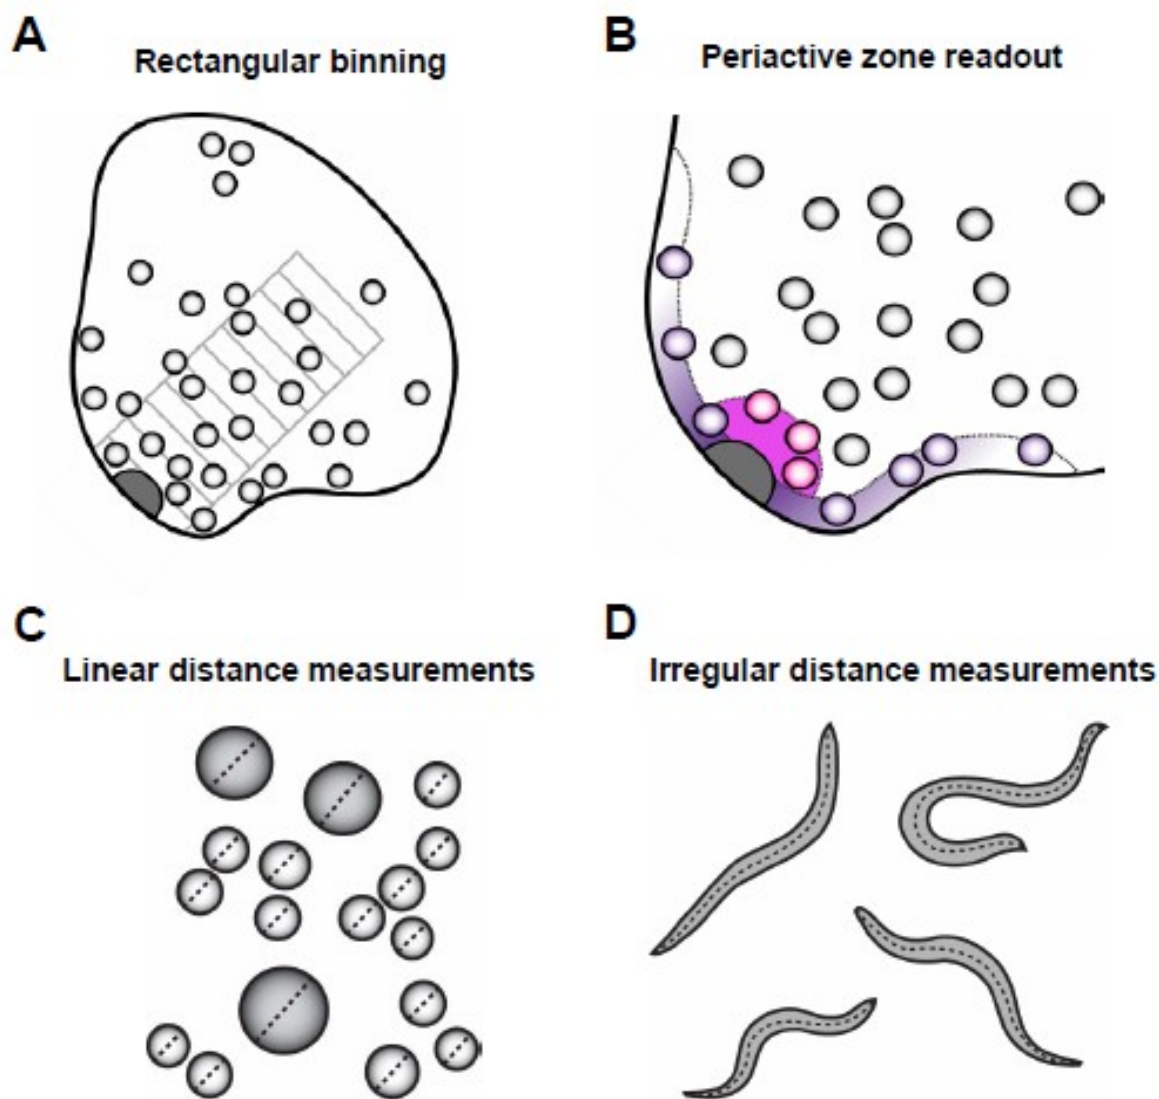 A
Rectangular binning
B
Periactive zone readout
C
Linear distance measurements
D
Irregular distance measurements